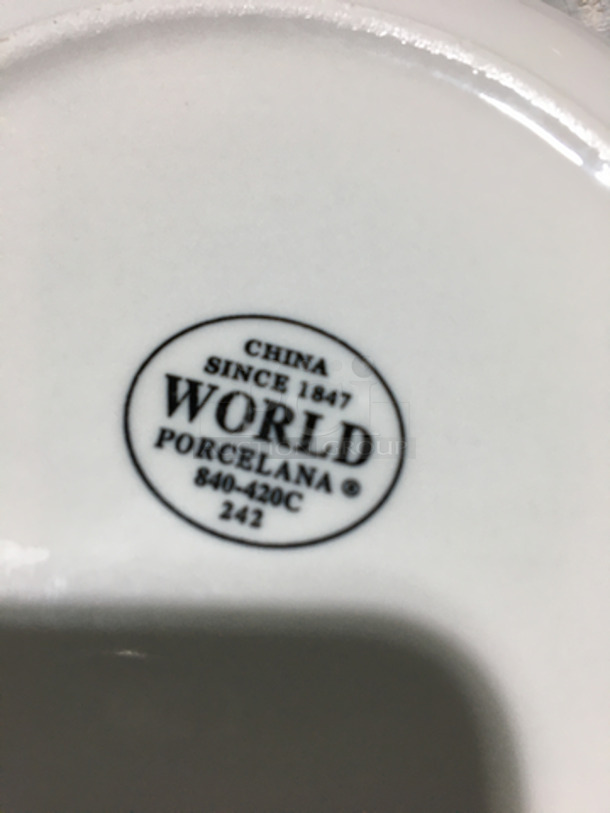 CHINA
SINCE 1847
WORLD
PORCELANA ®
840-420C
242